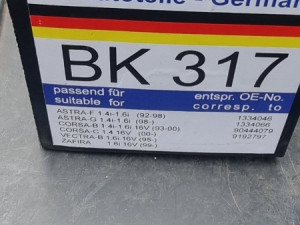 teile - German
BK 317
passend für entspr. OE-No.
suitable for corresp. to
ASTRA-F 1.4i-1.6i (92-98) 1334046
ASTRA-G 1.4i-1.6i (98-) 1334066
CORSA-B 1.4i-1.6i 16V (93-00) 90444079
CORSA-C 1.4 16V (00-) 9192797
VECTRA-B 1.6i 16V (95-)
ZAFIRA 1.6i 16V (99-)